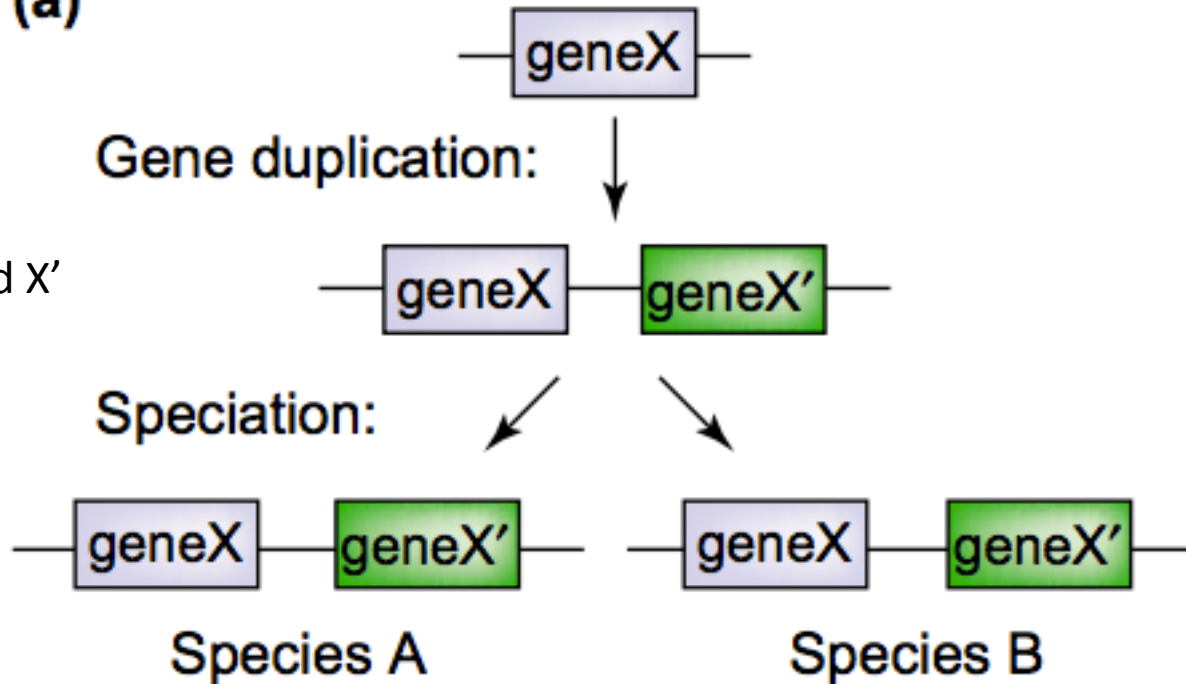 (a)
geneX
Gene duplication:
X’
geneX geneX′
Speciation:
geneX geneX′ geneX geneX′
Species A Species B